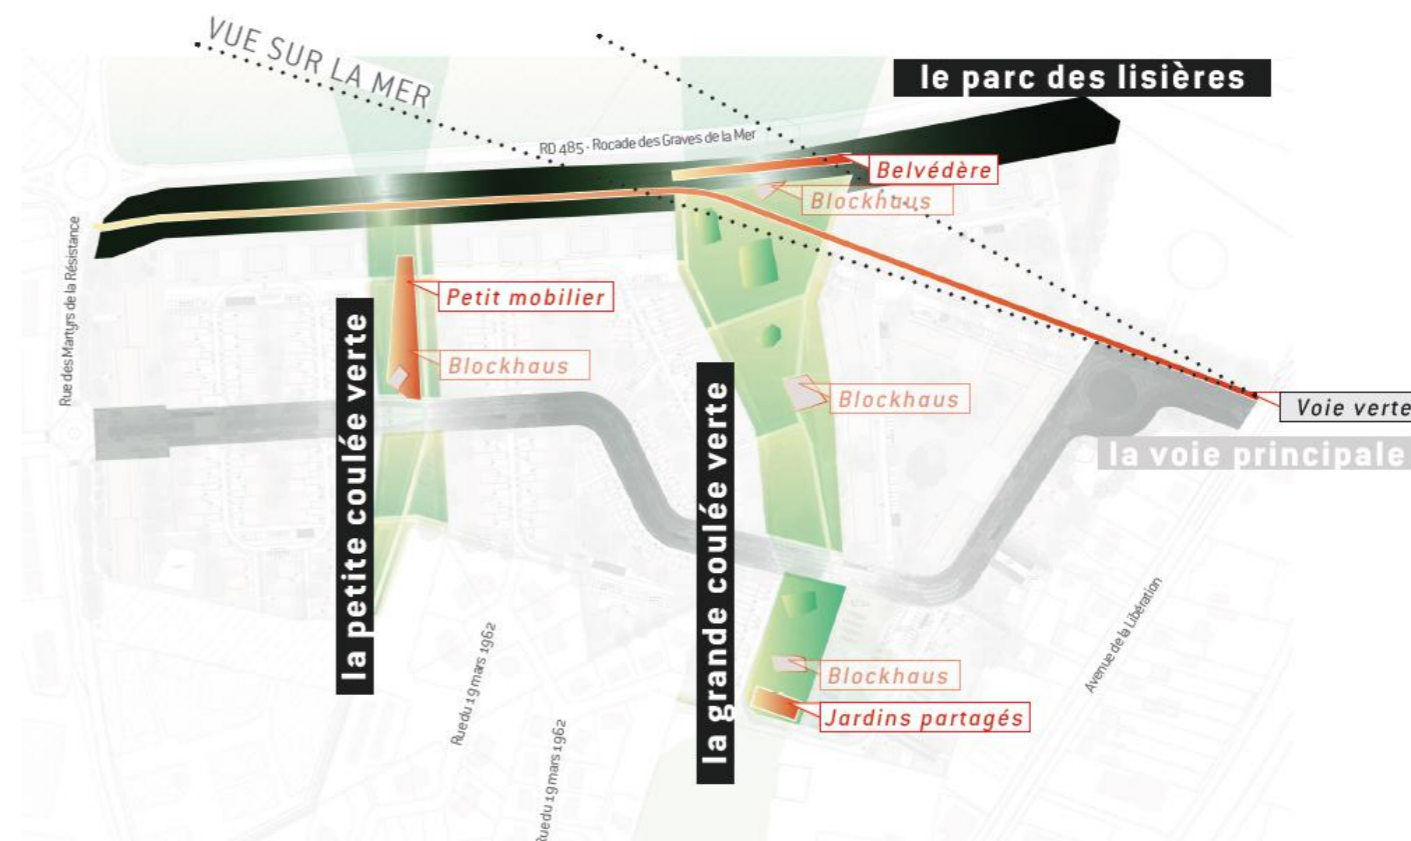 VUE SUR LA MER
le parc des lisières
RD 485 - Rocade des Graves de la Mer
Belvédère
Blockhaus
Rue des Martyrs de la Résistance
Petit mobilier
Blockhaus
la petite coulée verte
la grande coulée verte
Blockhaus
Voie verte
la voie principale
Blockhaus
Jardins partagés
Avenue de la Libération
Rue du 19 mars 1962
Rue du 19 mars 1962